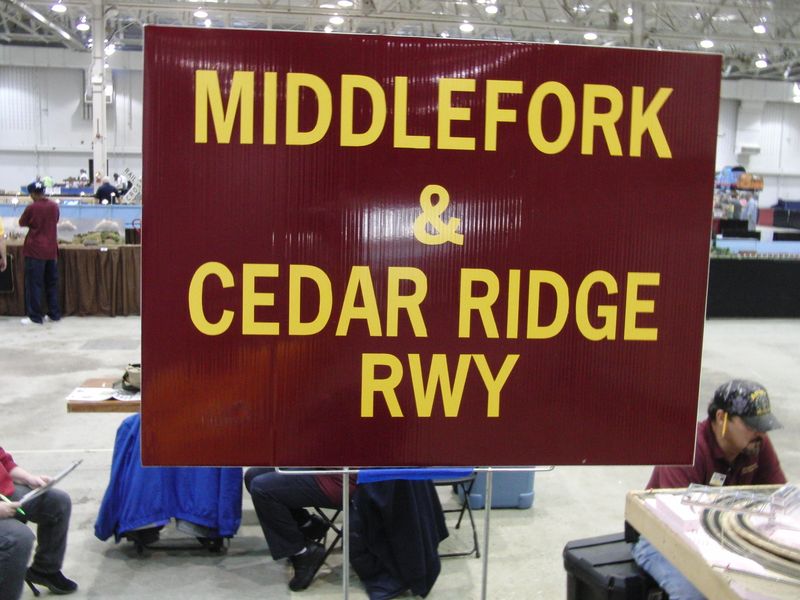 MIDDLEFORK
&
CEDAR RIDGE
RWY